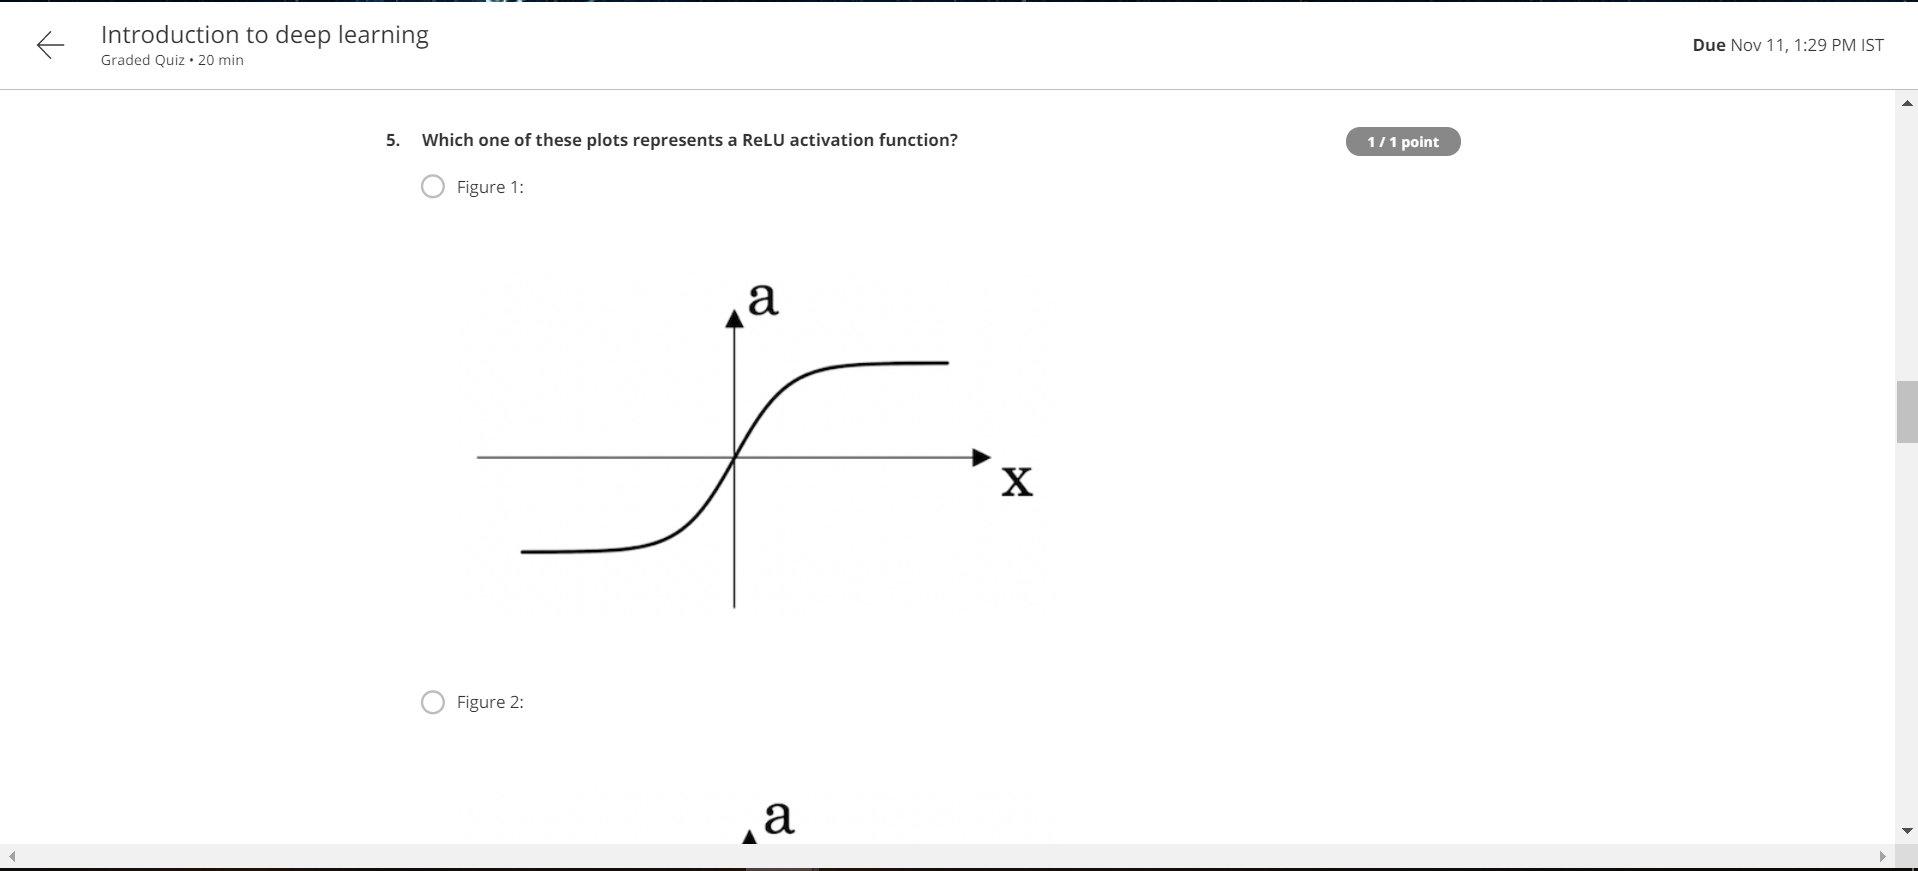 Introduction to deep learning
Graded Quiz • 20 min
Due Nov 11, 1:29 PM IST
5. Which one of these plots represents a ReLU activation function?
1 / 1 point
Figure 1:
a
x
Figure 2:
a